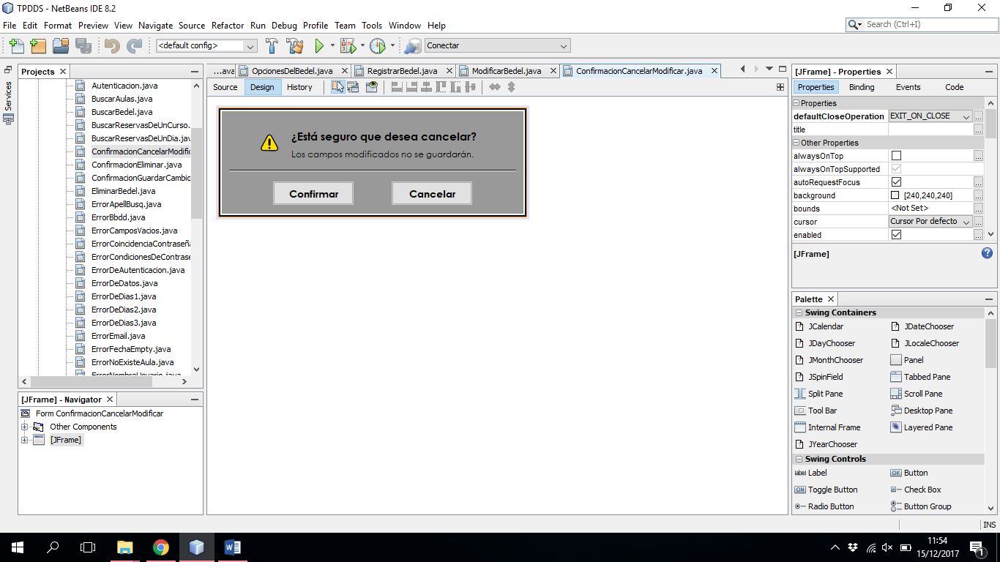 TPDDS - NetBeans IDE 8.2
File Edit Format Preview View Navigate Source Refactor Run Debug Profile Team Tools Window Help
Search (Ctrl+I)
<default config>
Conectar
Services
Projects
Autenticacion.java
BuscarAulas.java
BuscarBedel.java
BuscarReservasDeUnCurso.
BuscarReservasDeUnDia.jav
ConfirmacionCancelarModific
ConfirmacionEliminar.java
ConfirmacionGuardarCambio
EliminarBedel.java
ErrorApellBusq.java
ErrorBbdd.java
ErrorCamposVacios.java
ErrorCoincidenciaContraseña
ErrorCondicionesDeContrase
ErrorDeAutenticacion.java
ErrorDeDatos.java
ErrorDeDias1.java
ErrorDeDias2.java
ErrorDeDias3.java
ErrorEmail.java
ErrorFechaEmpty.java
ErrorNoExisteAula.java
ErrorNombreUsuario.java
[JFrame] - Navigator
Form ConfirmacionCancelarModificar
Other Components
[JFrame]
...ava OpcionesDelBedel.java RegistrarBedel.java ModificarBedel.java ConfirmacionCancelarModificar.java
Source Design History
¿Está seguro que desea cancelar?
Los campos modificados no se guardarán.
Confirmar Cancelar
[JFrame] - Properties
Properties Binding Events Code
Properties
defaultCloseOperation EXIT_ON_CLOSE ...
title ...
Other Properties
alwaysOnTop ...
alwaysOnTopSupported
autoRequestFocus ...
background [240,240,240] ...
bounds <Not Set> ...
cursor Cursor Por defecto ...
enabled ...
[JFrame]
Palette
Swing Containers
JCalendar JDateChooser
JDayChooser JLocaleChooser
JMonthChooser Panel
JSpinField Tabbed Pane
Split Pane Scroll Pane
Tool Bar Desktop Pane
Internal Frame Layered Pane
JYearChooser
Swing Controls
label Label OK Button
ON Toggle Button Check Box
Radio Button Button Group
INS
11:54
15/12/2017
1